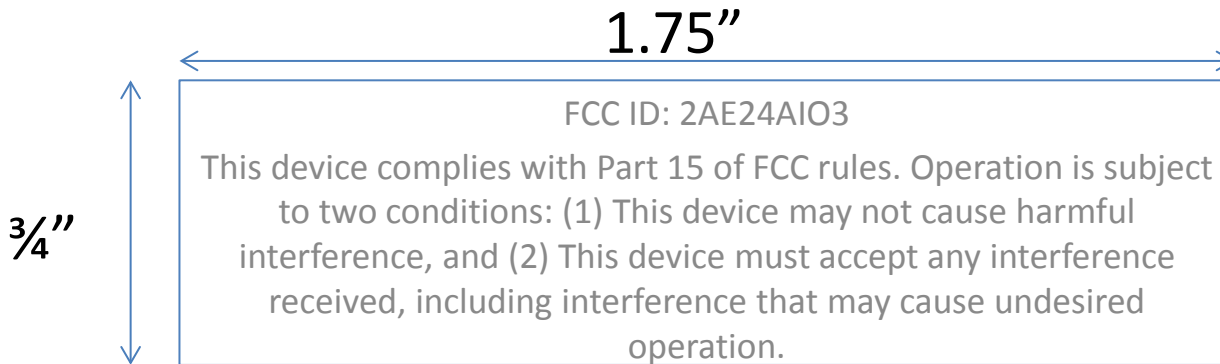 1.75”
FCC ID: 2AE24AIO3
This device complies with Part 15 of FCC rules. Operation is subject
to two conditions: (1) This device may not cause harmful
¾”
interference, and (2) This device must accept any interference
received, including interference that may cause undesired
operation.